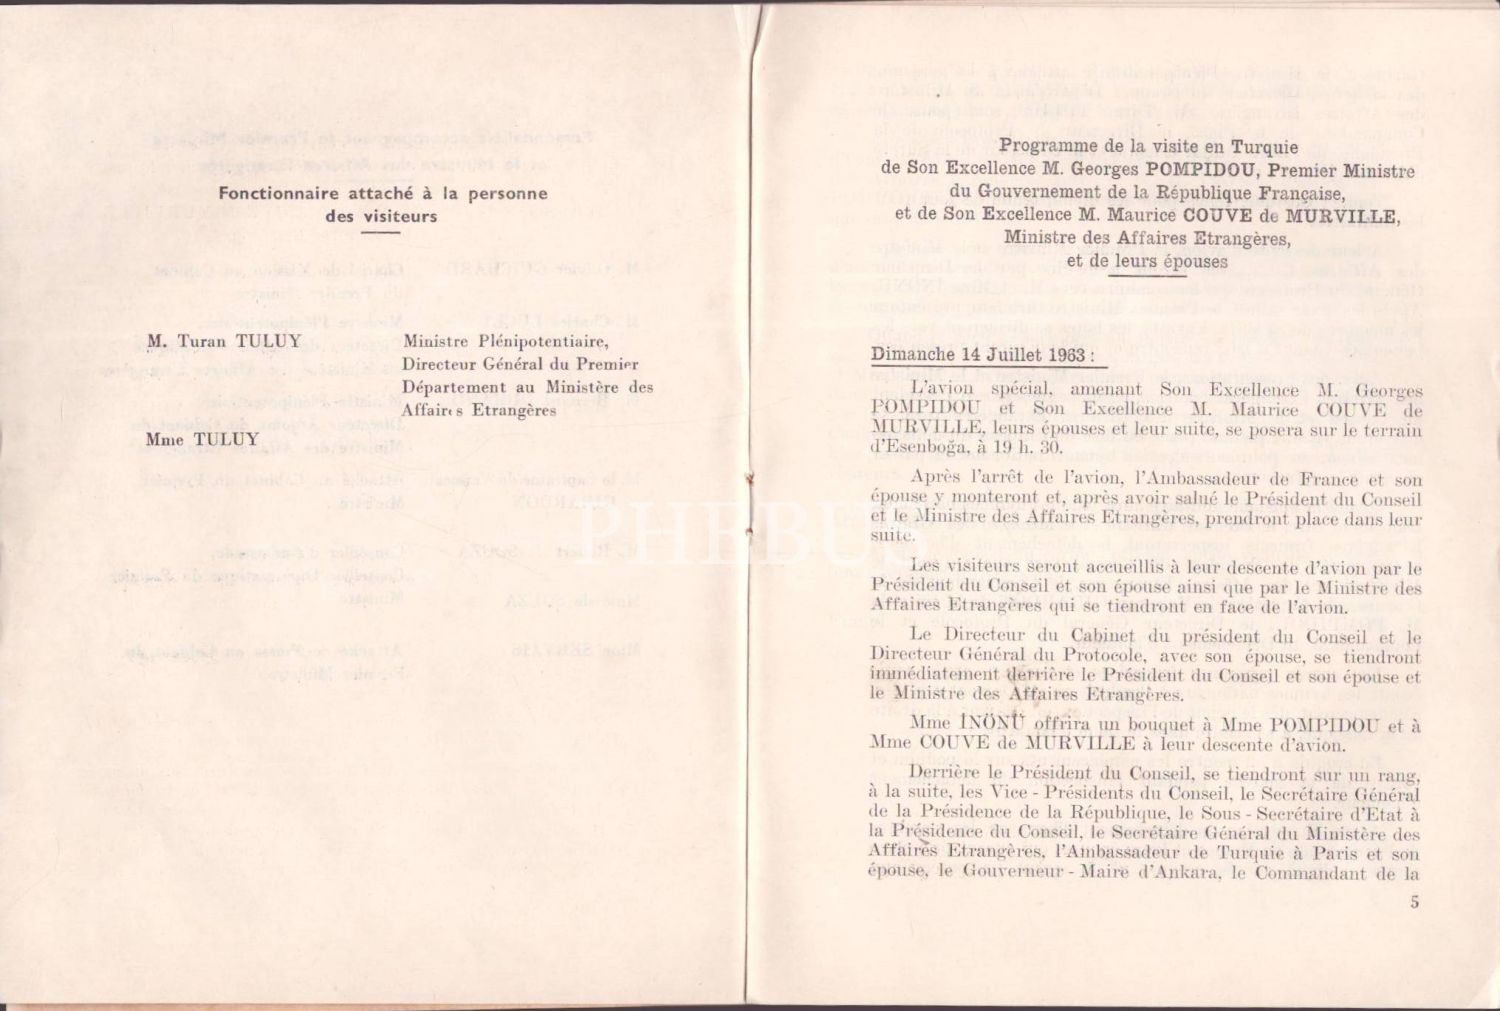 Fonctionnaire attaché à la personne
des visiteurs
M. Turan TULUY
Ministre Plénipotentiaire,
Directeur Général du Premier
Département au Ministère des
Affaires Etrangères
Mme TULUY
Programme de la visite en Turquie
de Son Excellence M. Georges POMPIDOU, Premier Ministre
du Gouvernement de la République Française,
et de Son Excellence M. Maurice COUVE de MURVILLE,
Ministre des Affaires Etrangères,
et de leurs épouses
Dimanche 14 Juillet 1963 :
L'avion spécial, amenant Son Excellence M. Georges
POMPIDOU et Son Excellence M. Maurice COUVE de
MURVILLE, leurs épouses et leur suite, se posera sur le terrain
d'Esenboğa, à 19 h. 30.
Après l'arrêt de l'avion, l'Ambassadeur de France et son
épouse y monteront et, après avoir salué le Président du Conseil
et le Ministre des Affaires Etrangères, prendront place dans leur
suite.
Les visiteurs seront accueillis à leur descente d'avion par le
Président du Conseil et son épouse ainsi que par le Ministre des
Affaires Etrangères qui se tiendront en face de l'avion.
Le Directeur du Cabinet du président du Conseil et le
Directeur Général du Protocole, avec son épouse, se tiendront
immédiatement derrière le Président du Conseil et son épouse et
le Ministre des Affaires Etrangères.
Mme İNÖNÜ offrira un bouquet à Mme POMPIDOU et à
Mme COUVE de MURVILLE à leur descente d'avion.
Derrière le Président du Conseil, se tiendront sur un rang,
à la suite, les Vice - Présidents du Conseil, le Secrétaire Général
de la Présidence de la République, le Sous - Secrétaire d'Etat à
la Présidence du Conseil, le Secrétaire Général du Ministère des
Affaires Etrangères, l'Ambassadeur de Turquie à Paris et son
épouse, le Gouverneur - Maire d'Ankara, le Commandant de la
5
PHEBUS